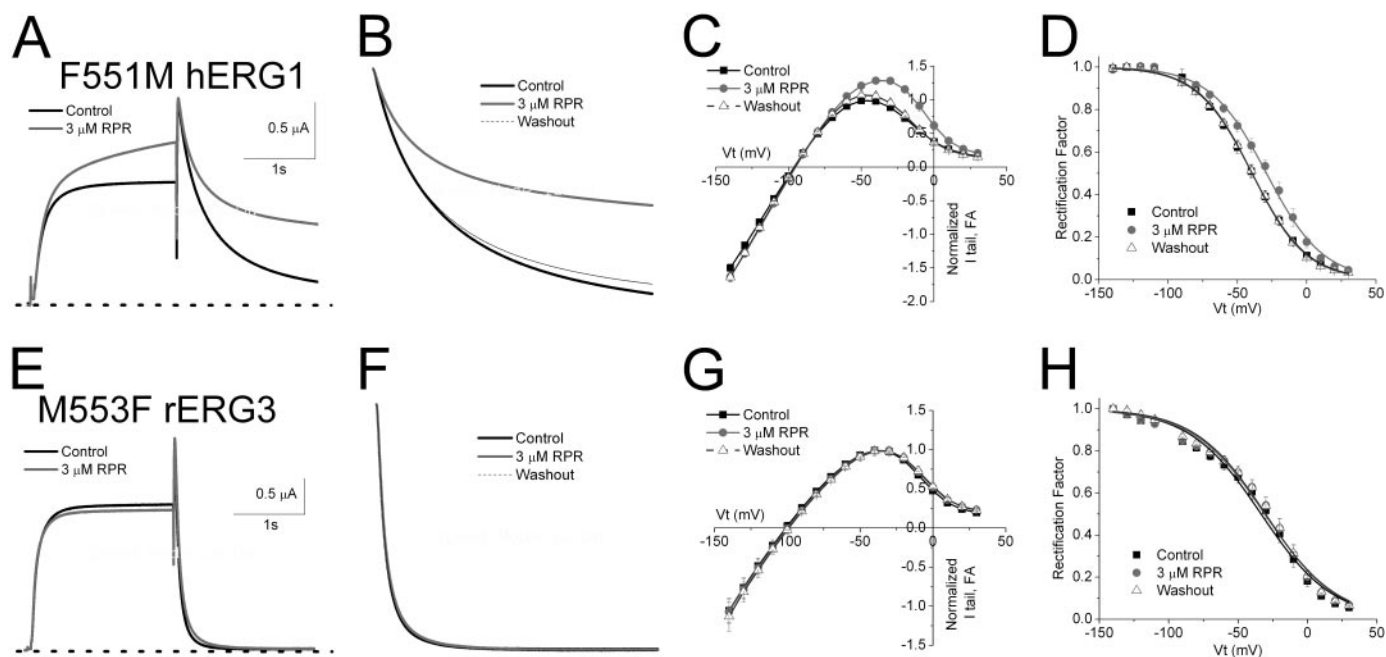 A
F551M hERG1
Control
3 μM RPR
0.5 μA
1s
B
Control
3 μM RPR
Washout
C
Control
3 μM RPR
Washout
1.5
1.0
0.5
0.0
-0.5
-1.0
-1.5
-2.0
Vt (mV)
-150
-100
-50
0
50
Normalized
I tail, FA
D
Rectification Factor
1.0
0.8
0.6
0.4
0.2
0.0
Control
3 μM RPR
Washout
-150
-100
-50
0
50
Vt (mV)
E
M553F rERG3
Control
3 μM RPR
0.5 μA
1s
F
Control
3 μM RPR
Washout
G
Control
3 μM RPR
Washout
1.5
1.0
0.5
0.0
-0.5
-1.0
-1.5
Vt (mV)
-150
-100
-50
0
50
Normalized
I tail, FA
H
Rectification Factor
1.0
0.8
0.6
0.4
0.2
0.0
Control
3 μM RPR
Washout
-150
-100
-50
0
50
Vt (mV)